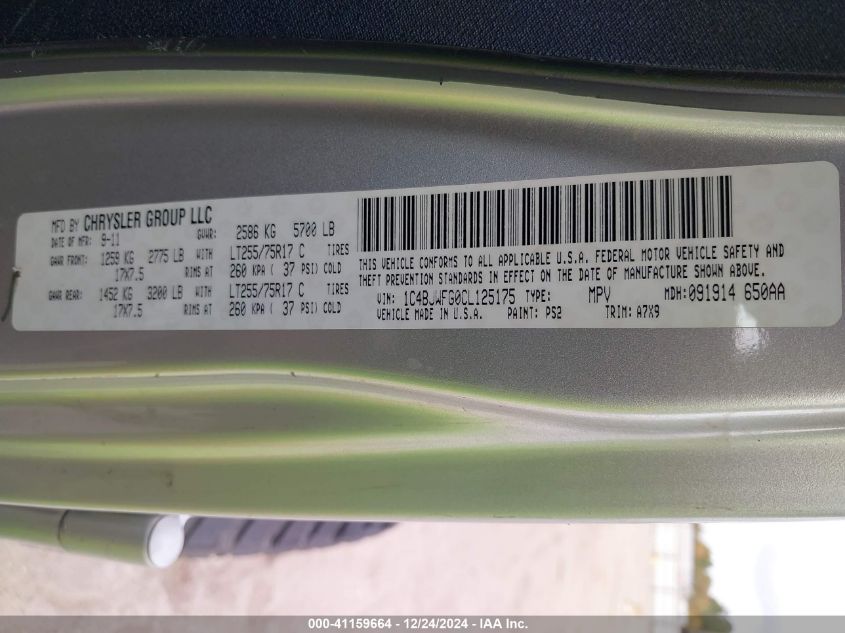 MFD BY CHRYSLER GROUP LLC
DATE OF MFR: 9-11 GVWR: 2586 KG 5700 LB
GAWR FRONT: 1259 KG 2775 LB WITH LT255/75R17 C TIRES
17X7.5 RIMS AT 260 KPA ( 37 PSI) COLD
GAWR REAR: 1452 KG 3200 LB WITH LT255/75R17 C TIRES
17X7.5 RIMS AT 260 KPA ( 37 PSI) COLD
THIS VEHICLE CONFORMS TO ALL APPLICABLE U.S.A. FEDERAL MOTOR VEHICLE SAFETY AND
THEFT PREVENTION STANDARDS IN EFFECT ON THE DATE OF MANUFACTURE SHOWN ABOVE.
VIN: 1C4BJWFG0CL125175 TYPE: MPV MDH:091914 650AA
VEHICLE MADE IN U.S.A. PAINT: PS2 TRIM: A7X9
000-41159664 - 12/24/2024 - IAA Inc.